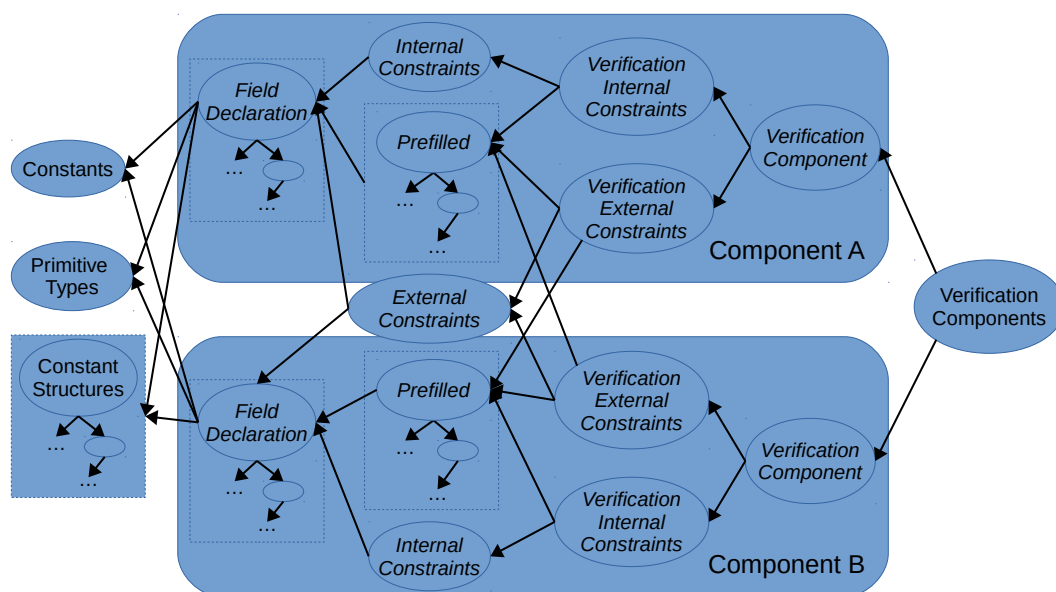 Internal
Constraints
Field
Declaration
...
...
Prefilled
...
...
Verification
Internal
Constraints
Verification
Component
Verification
External
Constraints
Component A
Constants
Primitive
Types
Constant
Structures
...
...
External
Constraints
Verification
Components
Field
Declaration
...
...
Prefilled
...
...
Verification
External
Constraints
Verification
Component
Verification
Internal
Constraints
Internal
Constraints
Component B